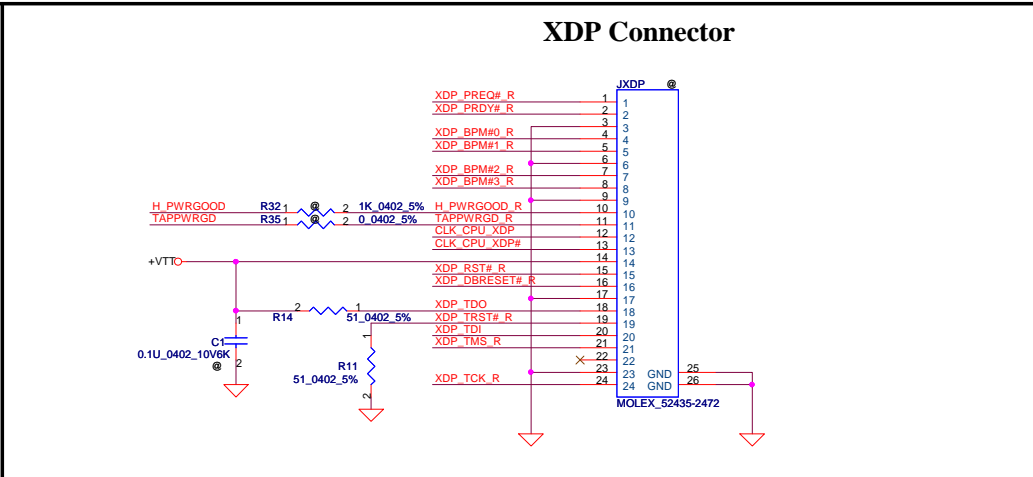 XDP Connector
JXDP @
XDP_PREQ#_R 1 1
XDP_PRDY#_R 2 2
3 3
XDP_BPM#0_R 4 4
XDP_BPM#1_R 5 5
6 6
XDP_BPM#2_R 7 7
XDP_BPM#3_R 8 8
9 9
H_PWRGOOD R32 1 @ 2 1K_0402_5% H_PWRGOOD_R 10 10
TAPPWRGD R35 1 @ 2 0_0402_5% TAPPWRGD_R 11 11
CLK_CPU_XDP 12 12
CLK_CPU_XDP# 13 13
+VTT 14 14
XDP_RST#_R 15 15
XDP_DBRESET#_R 16 16
17 17
R14 2 1 51_0402_5% XDP_TDO 18 18
XDP_TRST#_R 19 19
XDP_TDI 20 20
XDP_TMS_R 21 21
22 22
23 23 GND 25
XDP_TCK_R 24 24 GND 26
MOLEX_52435-2472
1
C1
0.1U_0402_10V6K
@ 2
1
R11
51_0402_5%
2